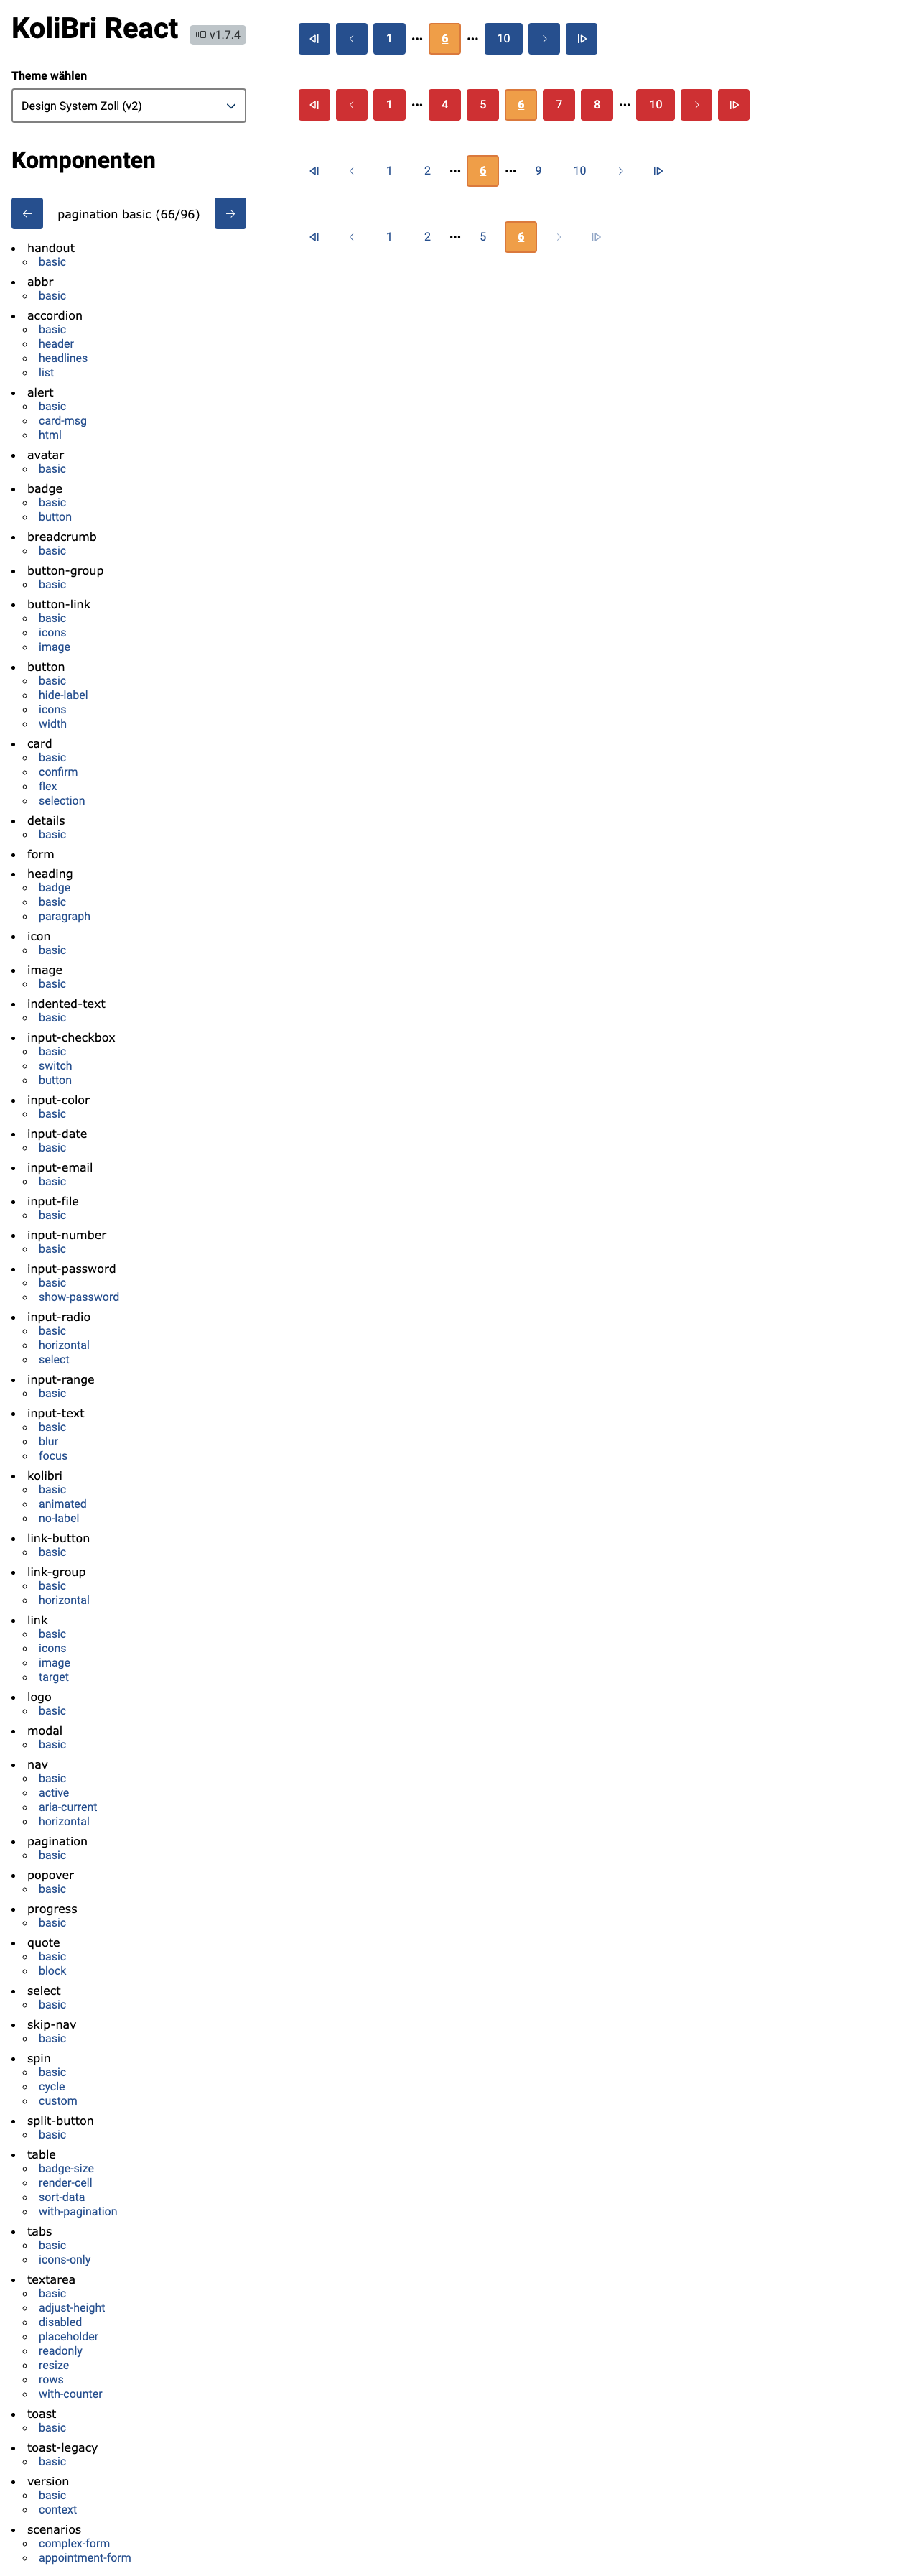 KoliBri React
v1.7.4
Theme wählen
Design System Zoll (v2)
Komponenten
pagination basic (66/96)
handout
basic
abbr
basic
accordion
basic
header
headlines
list
alert
basic
card-msg
html
avatar
basic
badge
basic
button
breadcrumb
basic
button-group
basic
button-link
basic
icons
image
button
basic
hide-label
icons
width
card
basic
confirm
flex
selection
details
basic
form
heading
badge
basic
paragraph
icon
basic
image
basic
indented-text
basic
input-checkbox
basic
switch
button
input-color
basic
input-date
basic
input-email
basic
input-file
basic
input-number
basic
input-password
basic
show-password
input-radio
basic
horizontal
select
input-range
basic
input-text
basic
blur
focus
kolibri
basic
animated
no-label
link-button
basic
link-group
basic
horizontal
link
basic
icons
image
target
logo
basic
modal
basic
nav
basic
active
aria-current
horizontal
pagination
basic
popover
basic
progress
basic
quote
basic
block
select
basic
skip-nav
basic
spin
basic
cycle
custom
split-button
basic
table
badge-size
render-cell
sort-data
with-pagination
tabs
basic
icons-only
textarea
basic
adjust-height
disabled
placeholder
readonly
resize
rows
with-counter
toast
basic
toast-legacy
basic
version
basic
context
scenarios
complex-form
appointment-form
1 ••• 6 ••• 10
1 ••• 4 5 6 7 8 ••• 10
1 2 ••• 6 ••• 9 10
1 2 ••• 5 6